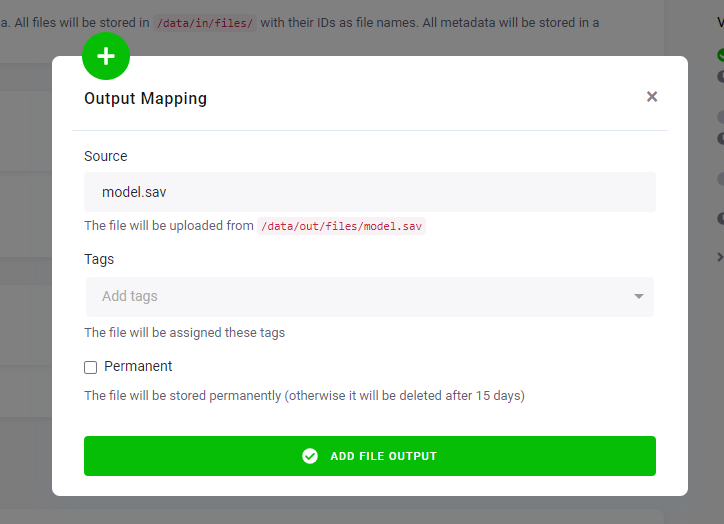 a. All files will be stored in /data/in/files/ with their IDs as file names. All metadata will be stored in a
Output Mapping
Source
model.sav
The file will be uploaded from /data/out/files/model.sav
Tags
Add tags
The file will be assigned these tags
Permanent
The file will be stored permanently (otherwise it will be deleted after 15 days)
ADD FILE OUTPUT